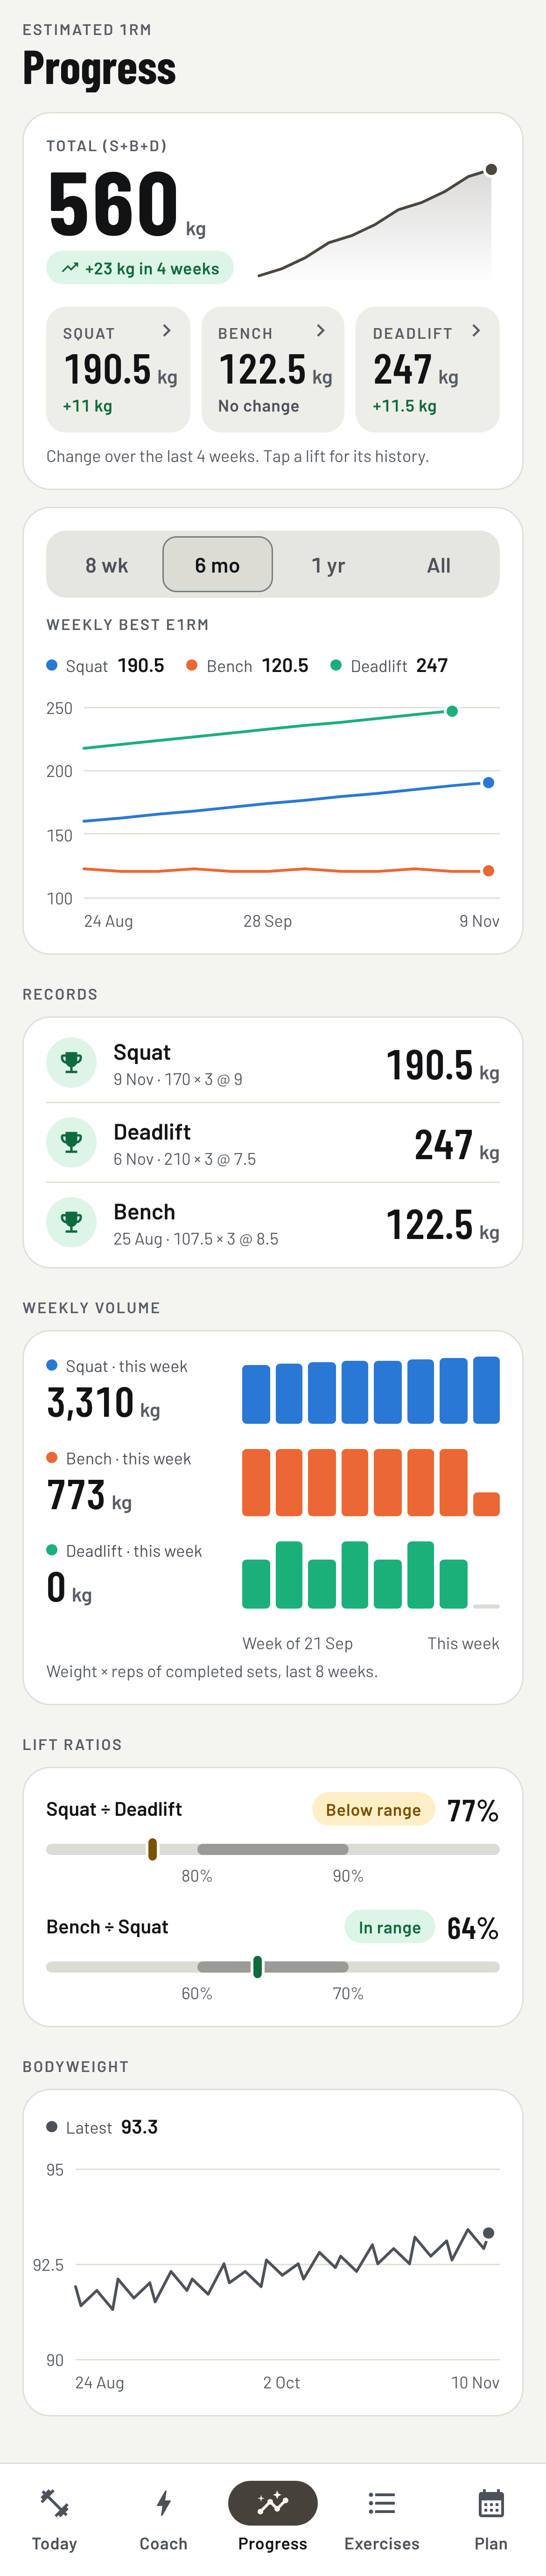 ESTIMATED 1RM
Progress
TOTAL (S+B+D)
560 kg
+23 kg in 4 weeks
SQUAT
190.5 kg
+11 kg
BENCH
122.5 kg
No change
DEADLIFT
247 kg
+11.5 kg
Change over the last 4 weeks. Tap a lift for its history.
8 wk 6 mo 1 yr All
WEEKLY BEST E1RM
Squat 190.5 Bench 120.5 Deadlift 247
250
200
150
100
24 Aug 28 Sep 9 Nov
RECORDS
Squat
9 Nov · 170 × 3 @ 9
190.5 kg
Deadlift
6 Nov · 210 × 3 @ 7.5
247 kg
Bench
25 Aug · 107.5 × 3 @ 8.5
122.5 kg
WEEKLY VOLUME
Squat · this week
3,310 kg
Bench · this week
773 kg
Deadlift · this week
0 kg
Week of 21 Sep This week
Weight × reps of completed sets, last 8 weeks.
LIFT RATIOS
Squat ÷ Deadlift Below range 77%
80% 90%
Bench ÷ Squat In range 64%
60% 70%
BODYWEIGHT
Latest 93.3
95
92.5
90
24 Aug 2 Oct 10 Nov
Today Coach Progress Exercises Plan